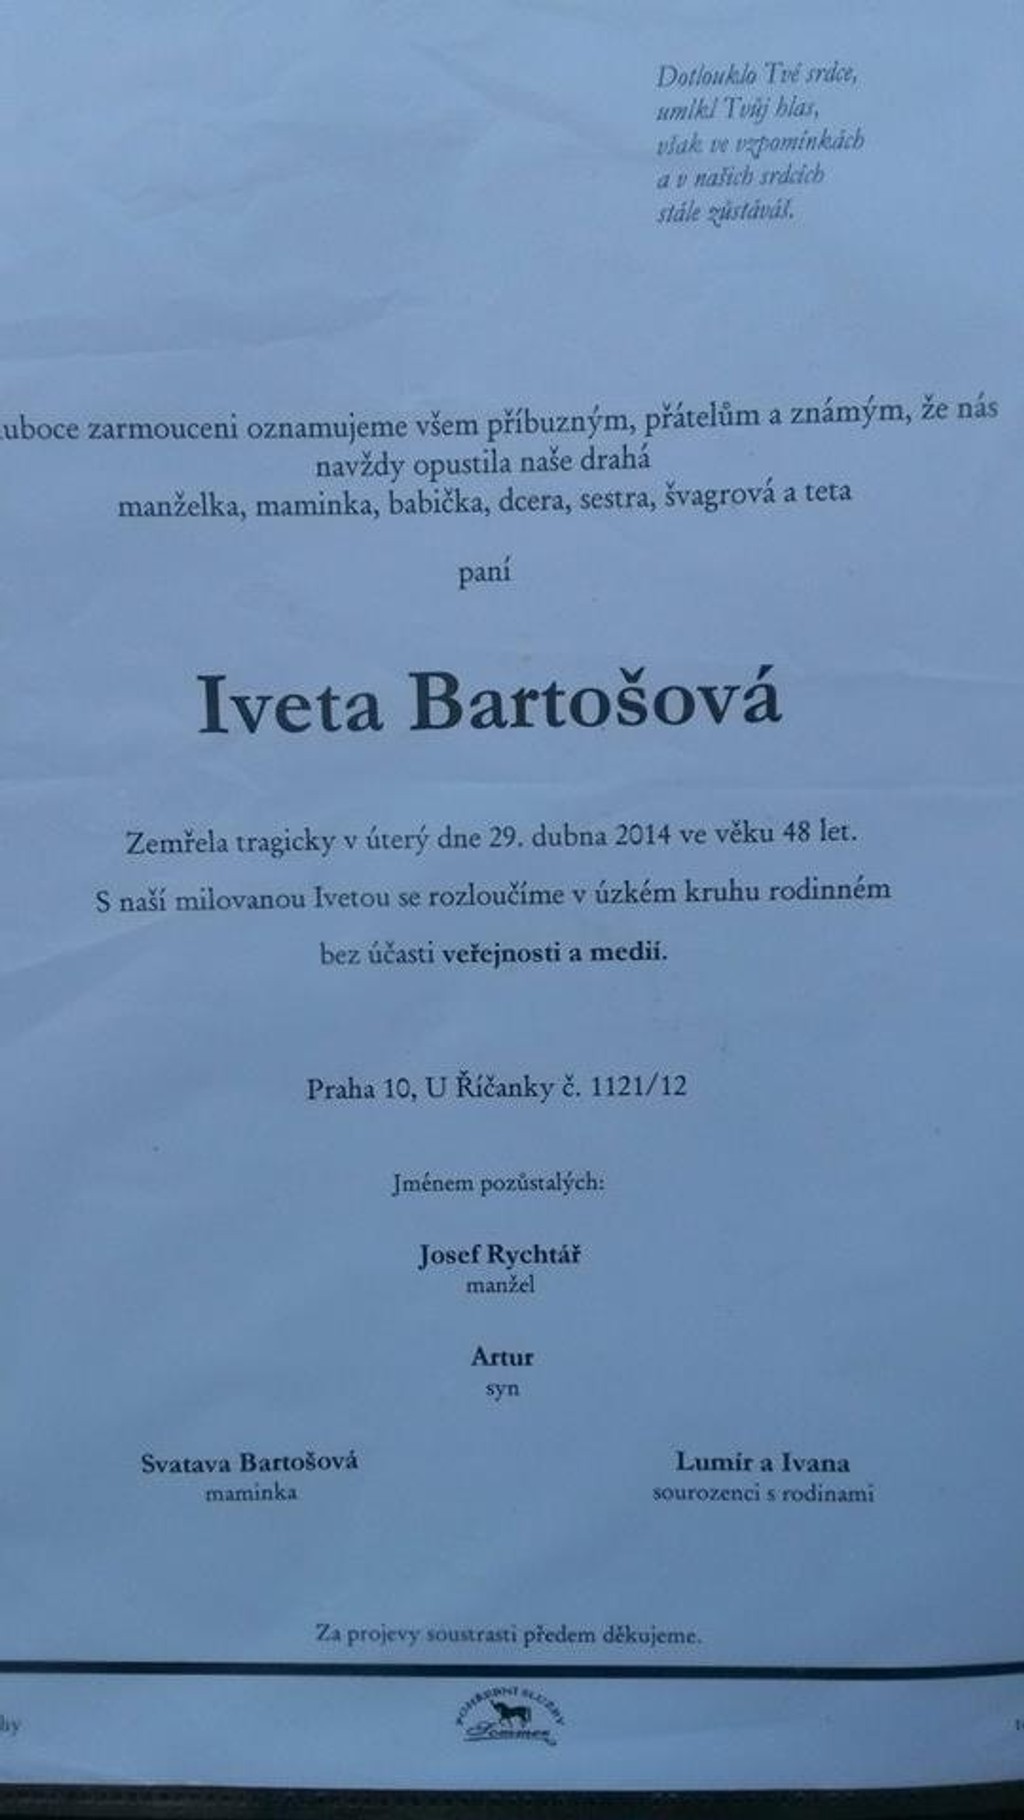 Dotlouklo Tvé srdce,
umlkl Tvůj hlas,
však ve vzpomínkách
a v našich srdcích
stále zůstáváš.
uboce zarmouceni oznamujeme všem příbuzným, přátelům a známým, že nás
navždy opustila naše drahá
manželka, maminka, babička, dcera, sestra, švagrová a teta
paní
Iveta Bartošová
Zemřela tragicky v úterý dne 29. dubna 2014 ve věku 48 let.
S naší milovanou Ivetou se rozloučíme v úzkém kruhu rodinném
bez účasti veřejnosti a medií.
Praha 10, U Říčanky č. 1121/12
Jménem pozůstalých:
Josef Rychtář
manžel
Artur
syn
Svatava Bartošová
maminka
Lumír a Ivana
sourozenci s rodinami
Za projevy soustrasti předem děkujeme.
POHŘEBNÍ SLUŽBY